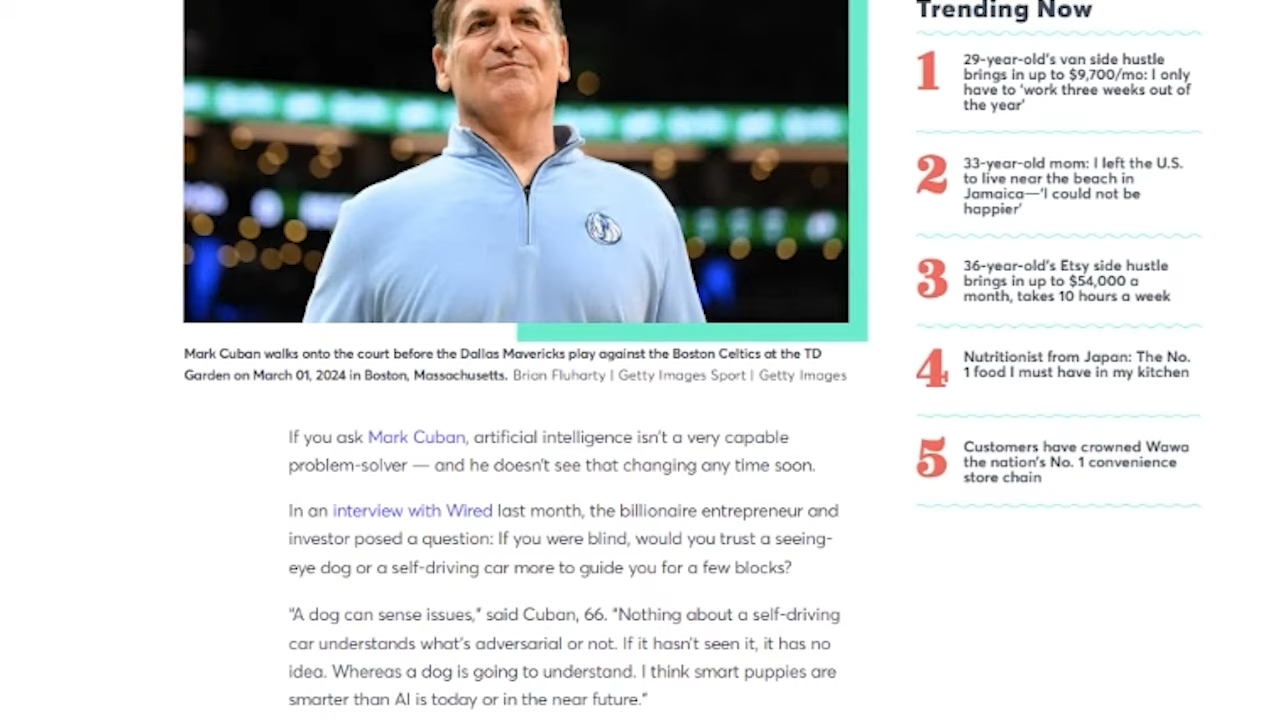 Mark Cuban walks onto the court before the Dallas Mavericks play against the Boston Celtics at the TD
Garden on March 01, 2024 in Boston, Massachusetts. Brian Fluharty | Getty Images Sport | Getty Images
If you ask Mark Cuban, artificial intelligence isn't a very capable
problem-solver — and he doesn't see that changing any time soon.
In an interview with Wired last month, the billionaire entrepreneur and
investor posed a question: If you were blind, would you trust a seeing-
eye dog or a self-driving car more to guide you for a few blocks?
"A dog can sense issues," said Cuban, 66. "Nothing about a self-driving
car understands what's adversarial or not. If it hasn't seen it, it has no
idea. Whereas a dog is going to understand. I think smart puppies are
smarter than AI is today or in the near future."
Trending Now
1
29-year-old's van side hustle
brings in up to $9,700/mo: I only
have to 'work three weeks out of
the year'
2
33-year-old mom: I left the U.S.
to live near the beach in
Jamaica—'I could not be
happier'
3
36-year-old's Etsy side hustle
brings in up to $54,000 a
month, takes 10 hours a week
4
Nutritionist from Japan: The No.
1 food I must have in my kitchen
5
Customers have crowned Wawa
the nation's No. 1 convenience
store chain